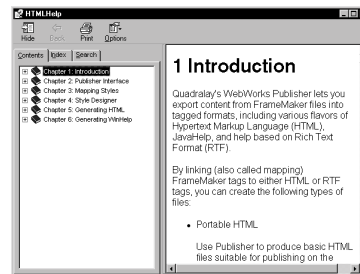 HTMLHelp
Hide Back Print Options
Contents Index Search
Chapter 1: Introduction
Chapter 2: Publisher Interface
Chapter 3: Mapping Styles
Chapter 4: Style Designer
Chapter 5: Generating HTML
Chapter 6: Generating WinHelp
1 Introduction
Quadralay's WebWorks Publisher lets you
export content from FrameMaker files into
tagged formats, including various flavors of
Hypertext Markup Language (HTML),
JavaHelp, and help based on Rich Text
Format (RTF).
By linking (also called mapping)
FrameMaker tags to either HTML or RTF
tags, you can create the following types of
files:
• Portable HTML
Use Publisher to produce basic HTML
files suitable for publishing on the